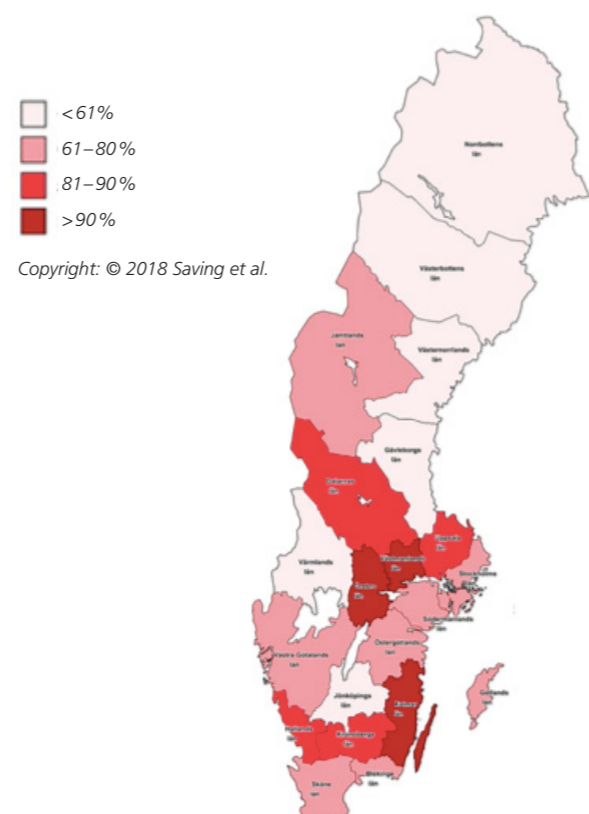 <61%
61–80%
81–90%
>90%
Copyright: © 2018 Saving et al.
Norrbottens
län
Västerbottens
län
Jämtlands
län
Västernorrlands
län
Gävleborgs
län
Dalarnas
län
Uppsala
län
Västmanlands
län
Värmlands
län
Örebro
län
Stockholms
län
Södermanlands
län
Östergötlands
län
Västra Götalands
län
Gotlands
län
Jönköpings
län
Kalmar
län
Hallands
län
Kronobergs
län
Blekinge
län
Skåne
län